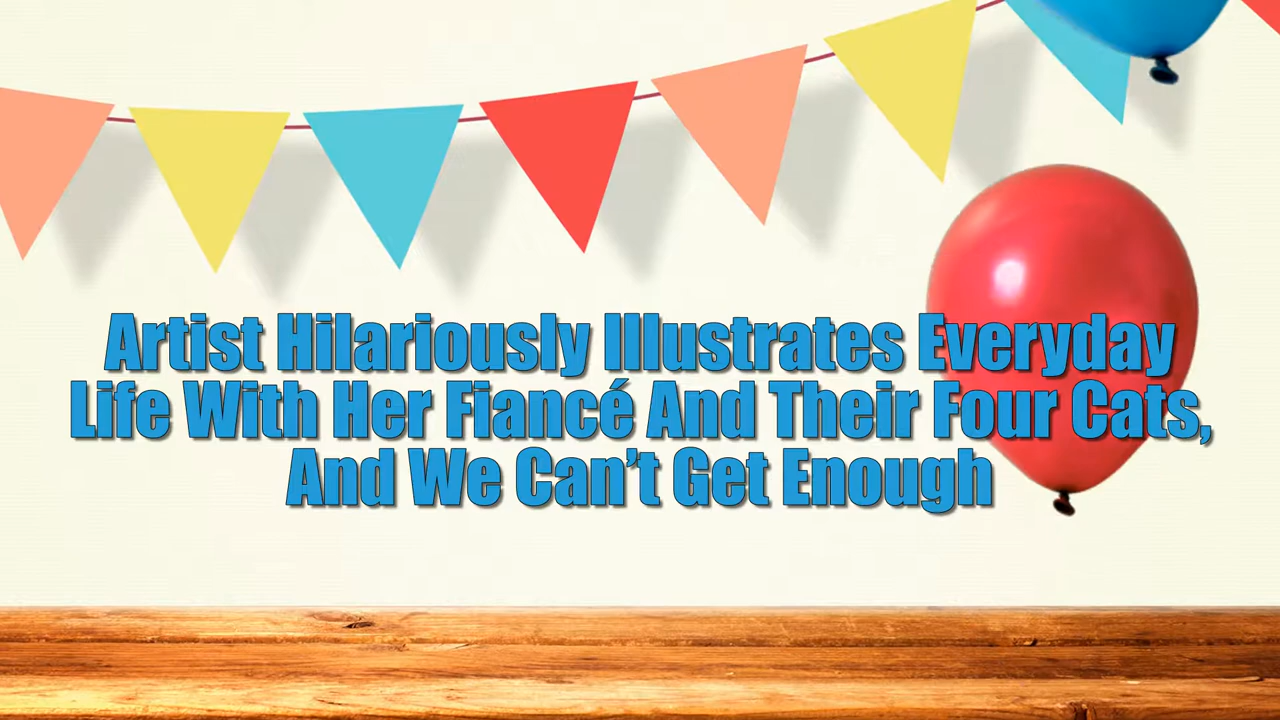 Artist Hilariously Illustrates Everyday
Life With Her Fiancé And Their Four Cats,
And We Can’t Get Enough